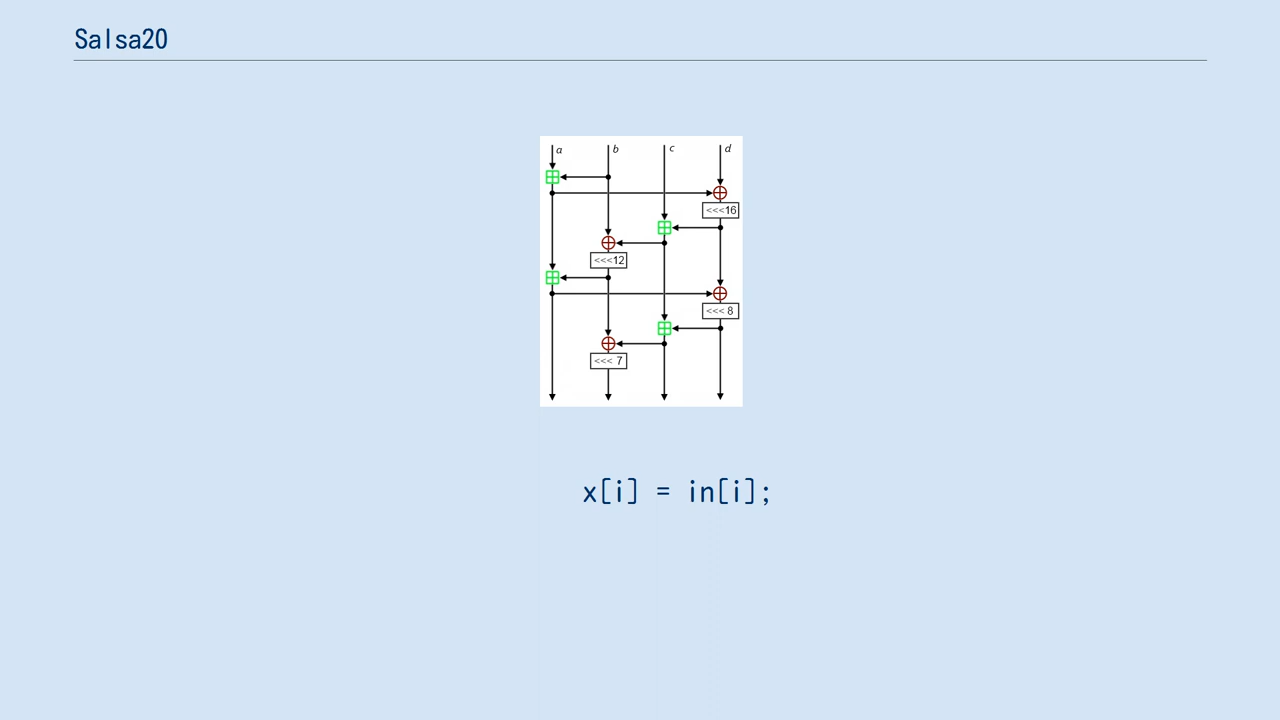 Salsa20
a b c d
<<<16
<<<12
<<< 8
<<< 7
x[i] = in[i];